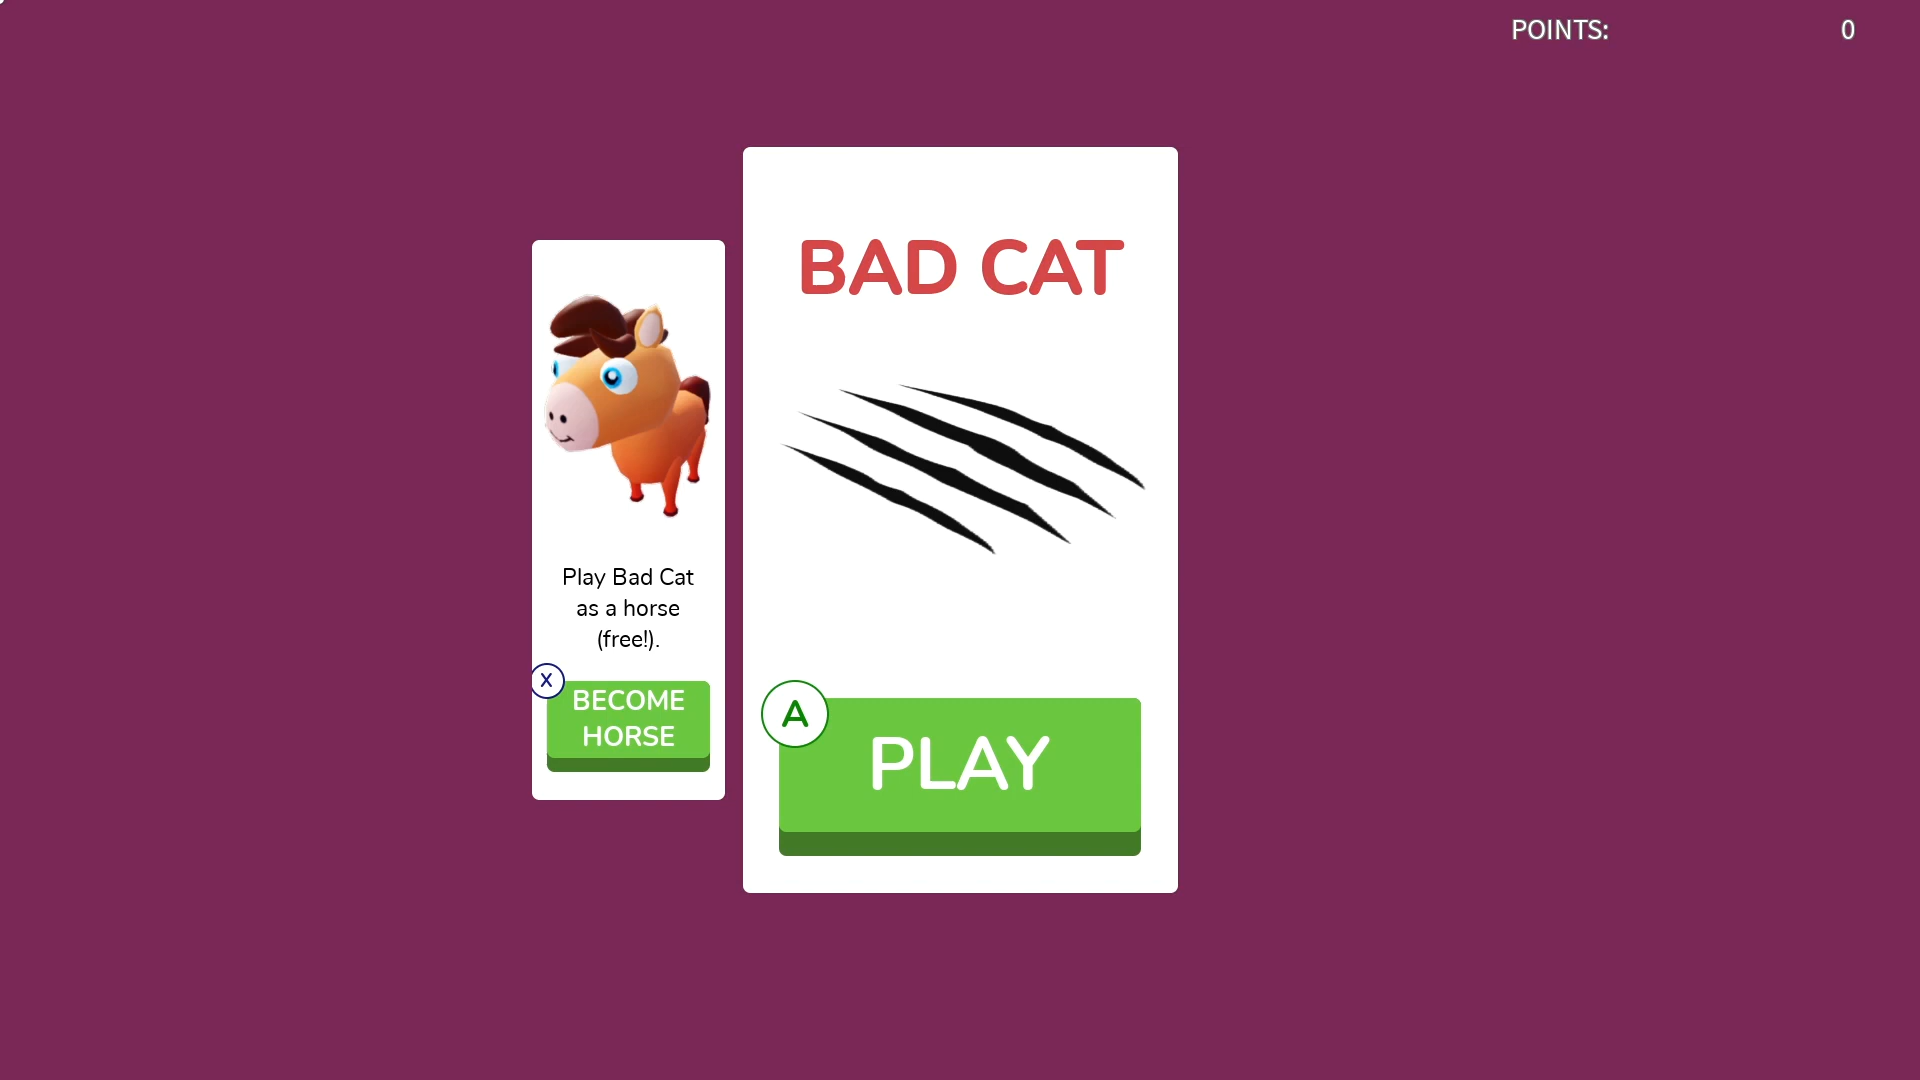 POINTS: 0
BAD CAT
Play Bad Cat
as a horse
(free!).
X
BECOME
HORSE
A
PLAY